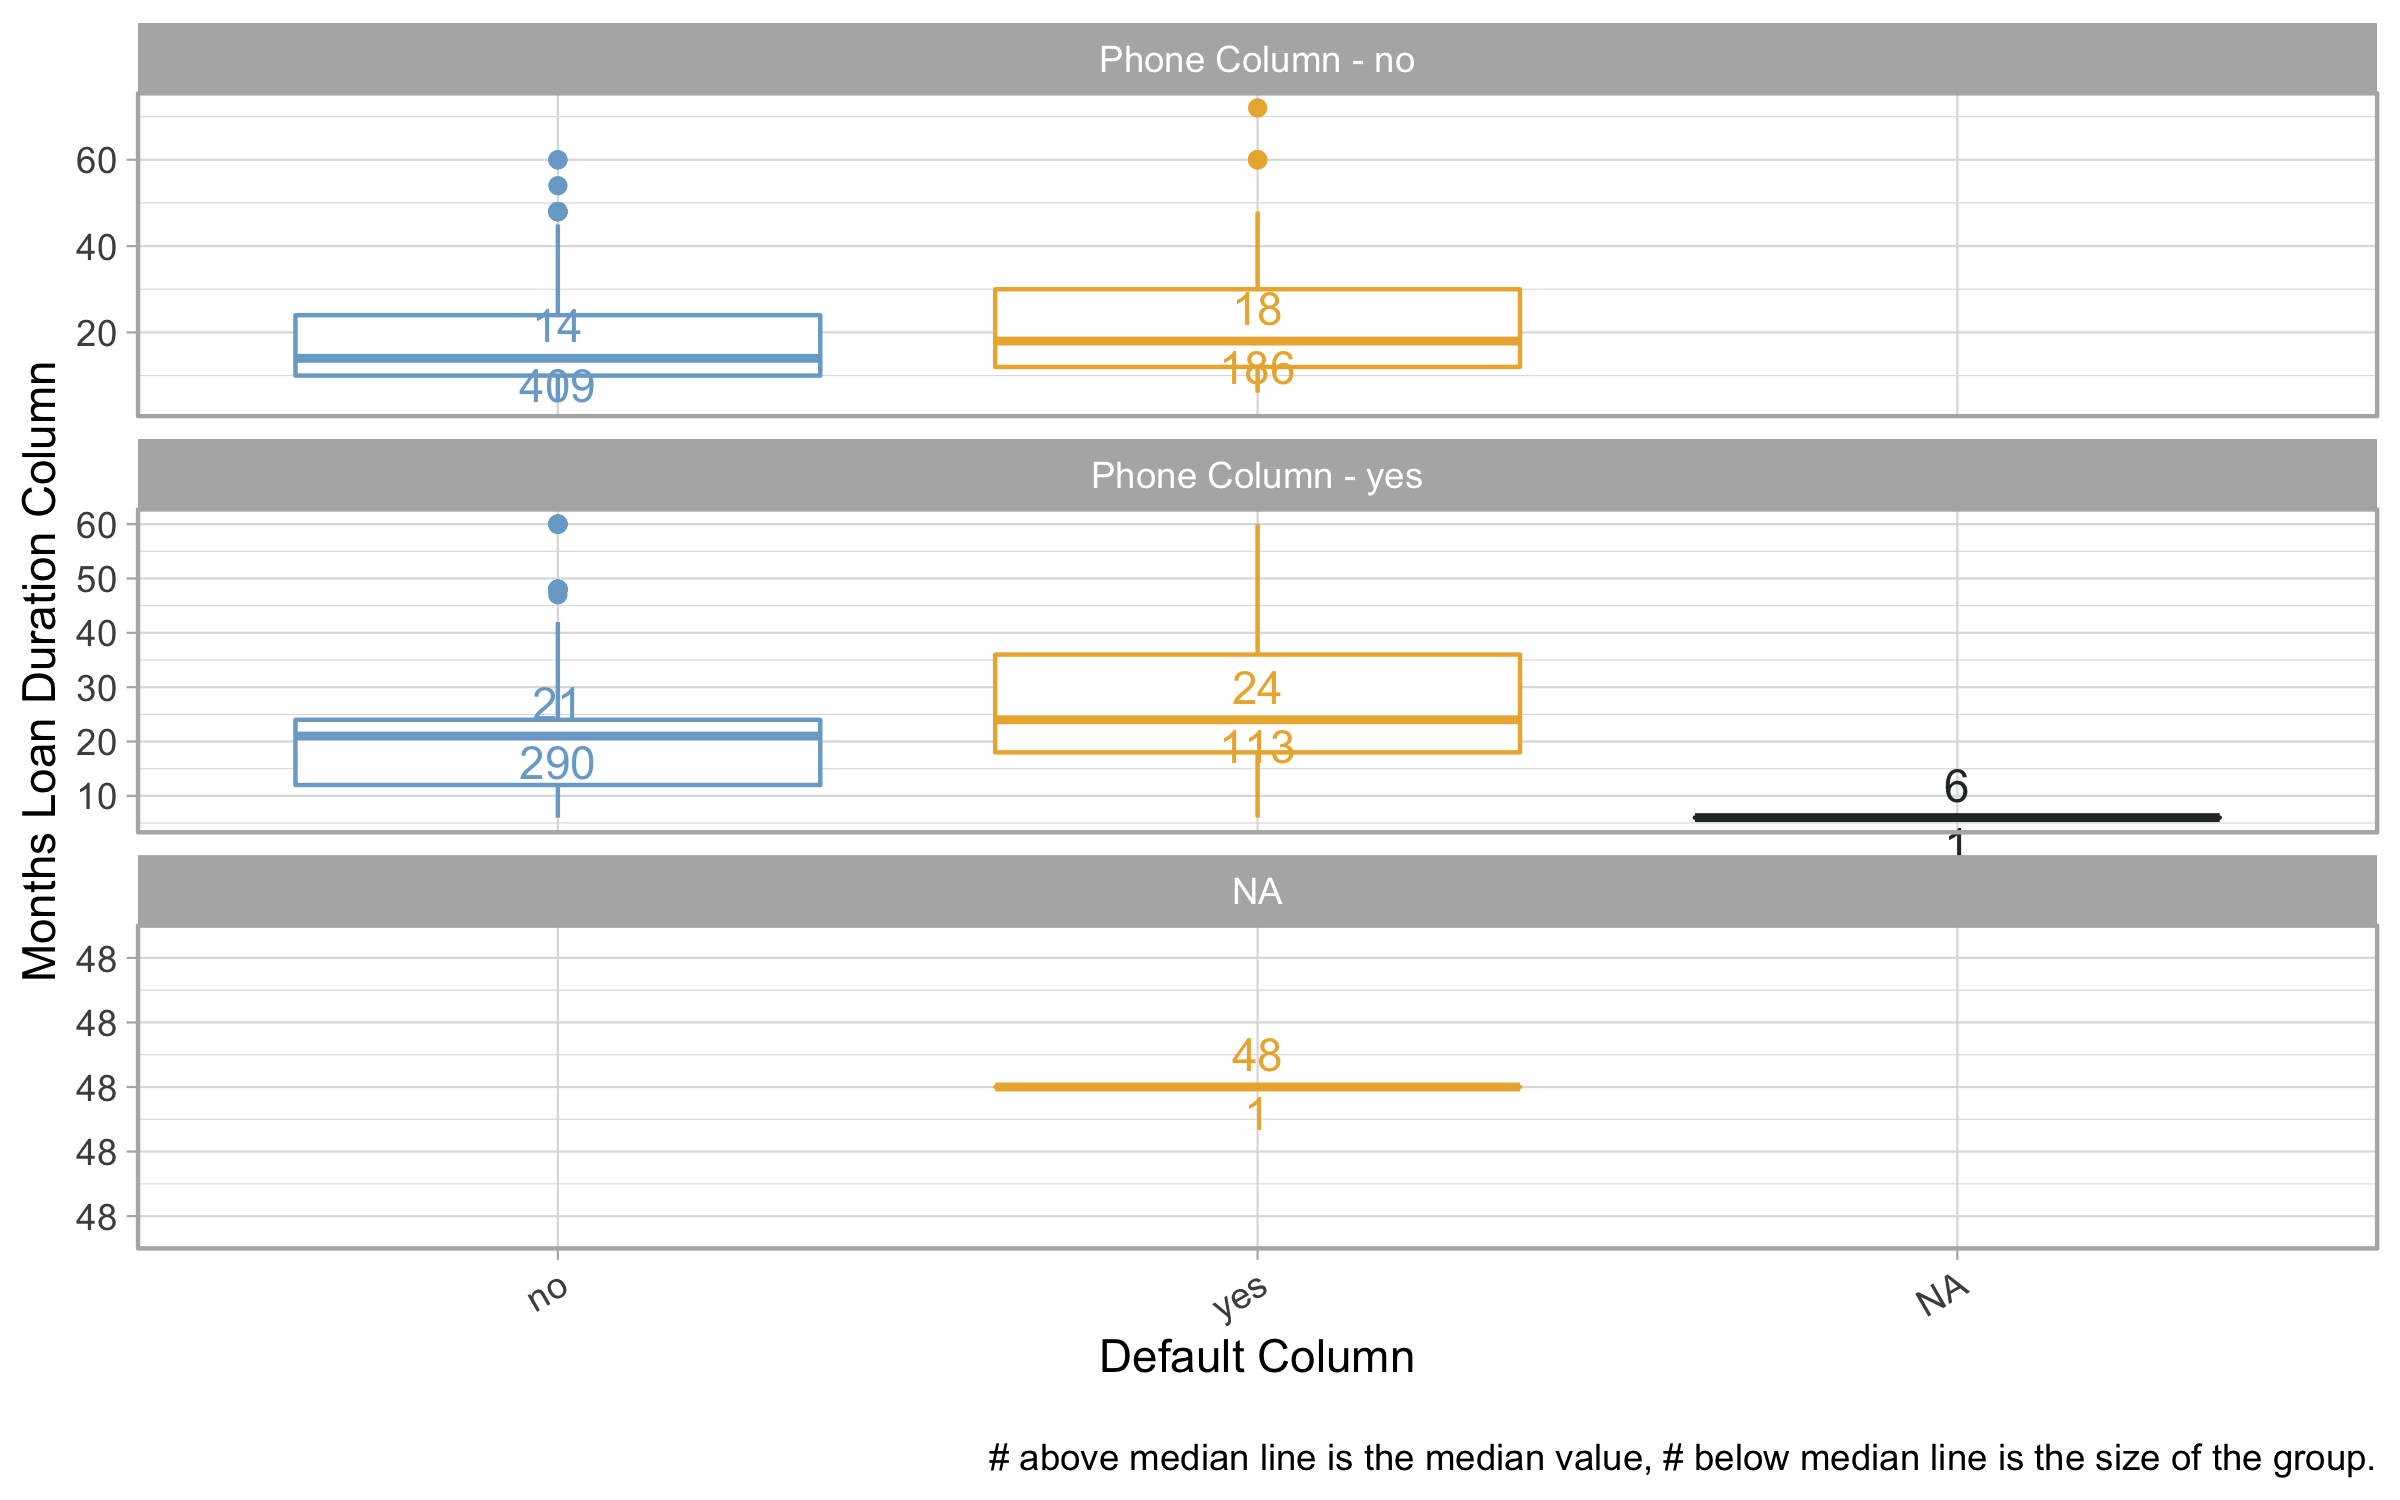 Phone Column - no
60
40
20
14
409
18
186
Phone Column - yes
60
50
40
30
20
10
21
290
24
113
6
1
NA
48
48
48
48
48
48
1
no
yes
NA
Months Loan Duration Column
Default Column
# above median line is the median value, # below median line is the size of the group.